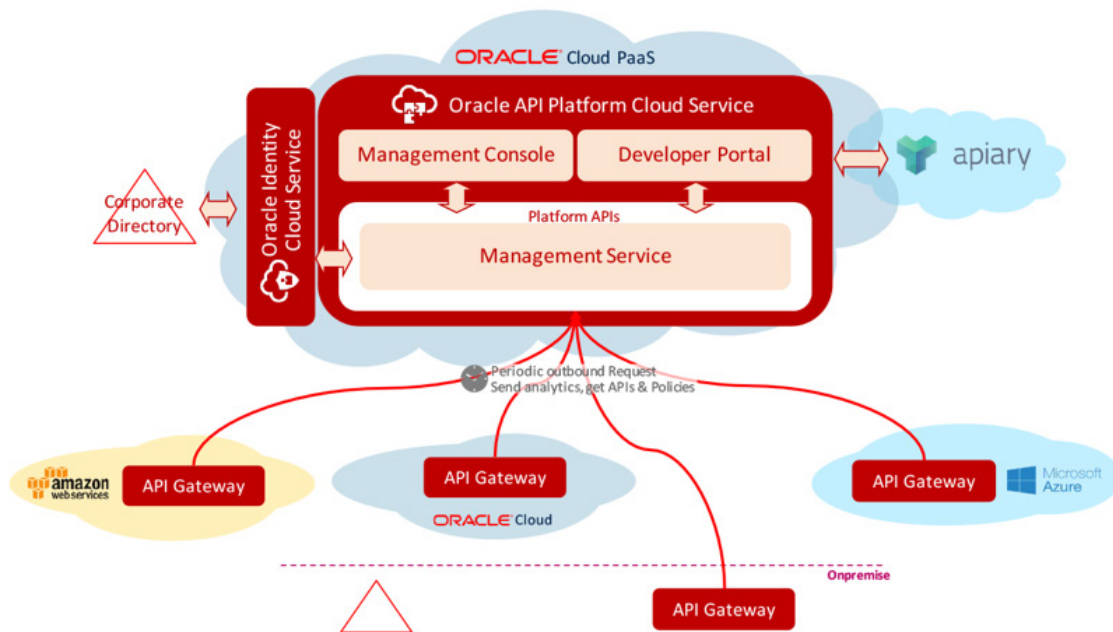 ORACLE Cloud PaaS
Oracle API Platform Cloud Service
Management Console
Developer Portal
apiary
Oracle Identity
Cloud Service
Corporate
Directory
Platform APIs
Management Service
Periodic outbound Request
Send analytics, get APIs & Policies
amazon
webservices
API Gateway
API Gateway
ORACLE Cloud
API Gateway
Microsoft
Azure
Onpremise
API Gateway